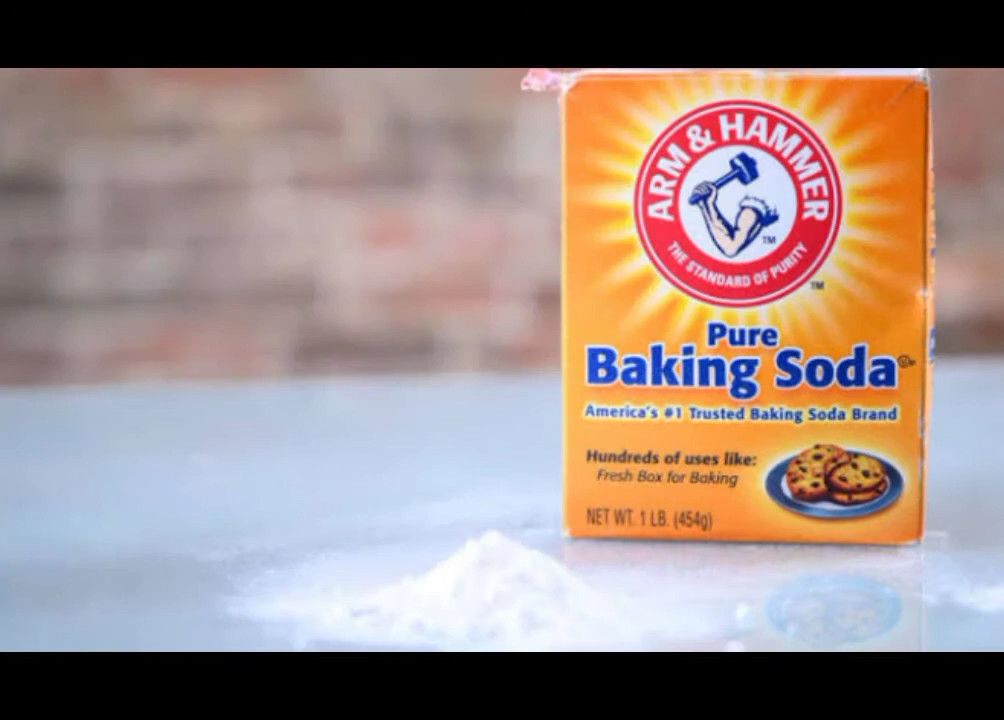 ARM & HAMMER
THE STANDARD OF PURITY
TM
TM
Pure
Baking Soda
America's #1 Trusted Baking Soda Brand
Hundreds of uses like:
Fresh Box for Baking
NET WT. 1 LB. (454g)